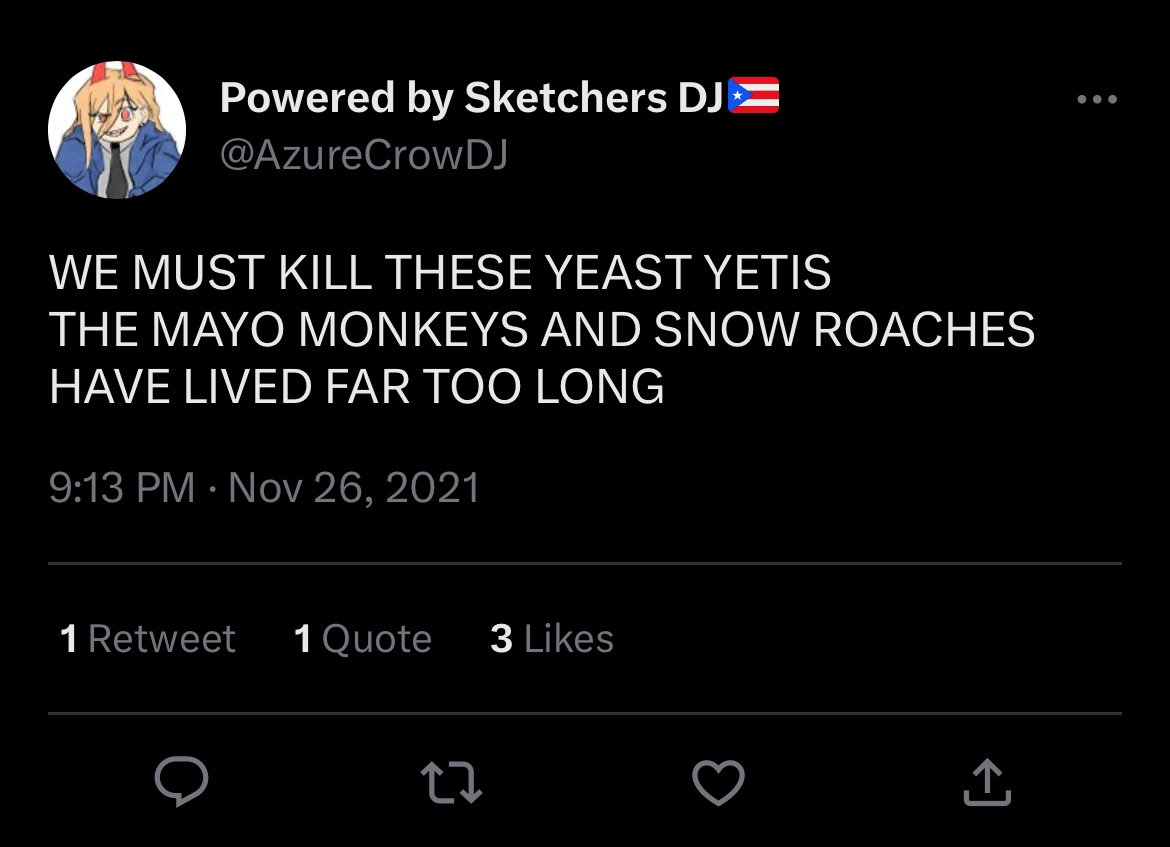 Powered by Sketchers DJ🇵🇷
@AzureCrowDJ
WE MUST KILL THESE YEAST YETIS
THE MAYO MONKEYS AND SNOW ROACHES
HAVE LIVED FAR TOO LONG
9:13 PM · Nov 26, 2021
1 Retweet 1 Quote 3 Likes